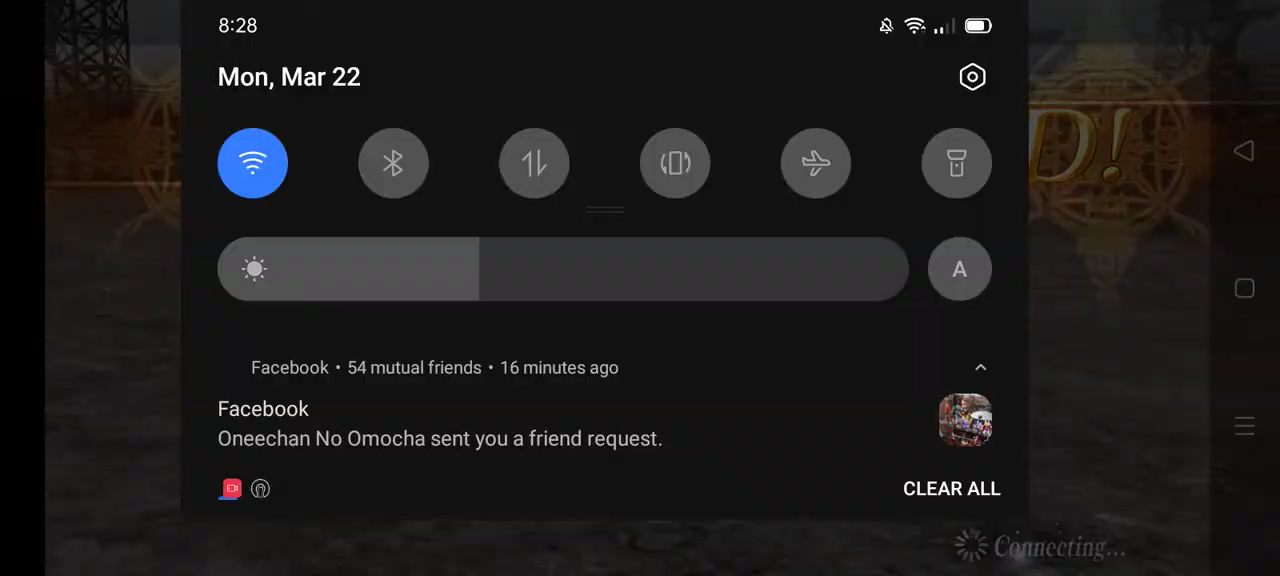 8:28
Mon, Mar 22
D!
A
Facebook • 54 mutual friends • 16 minutes ago
Facebook
Oneechan No Omocha sent you a friend request.
CLEAR ALL
Connecting...